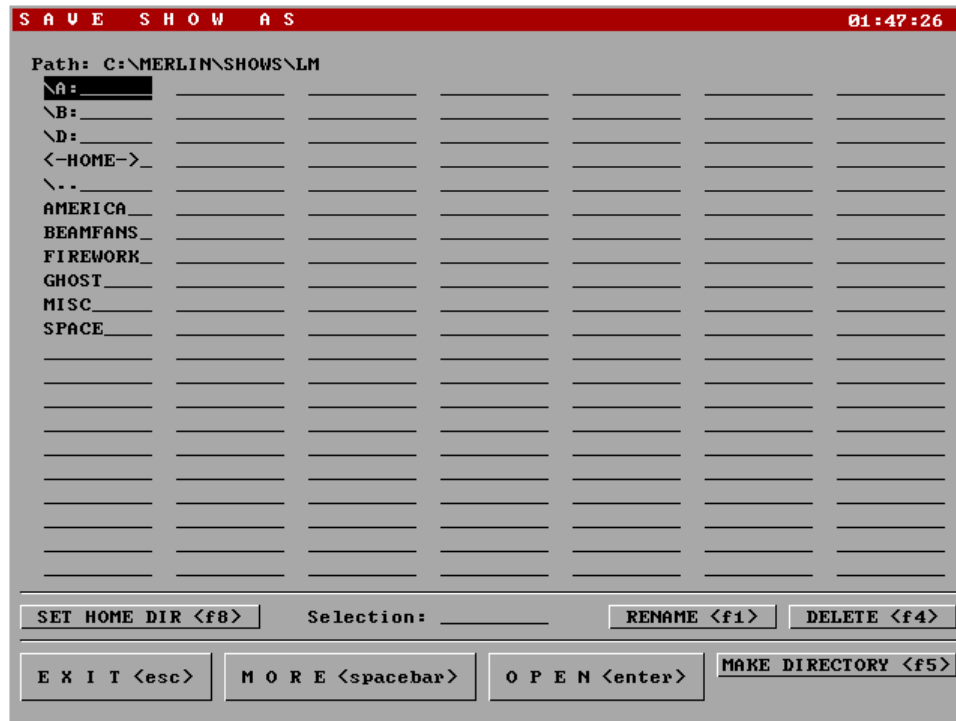 SAVE SHOW AS 01:47:26
Path: C:\MERLIN\SHOWS\LM
\A:
\B:
\D:
<-HOME->
\..
AMERICA
BEAMFANS
FIREWORK
GHOST
MISC
SPACE
SET HOME DIR <f8> Selection: RENAME <f1> DELETE <f4>
EXIT <esc> MORE <spacebar> OPEN <enter> MAKE DIRECTORY <f5>